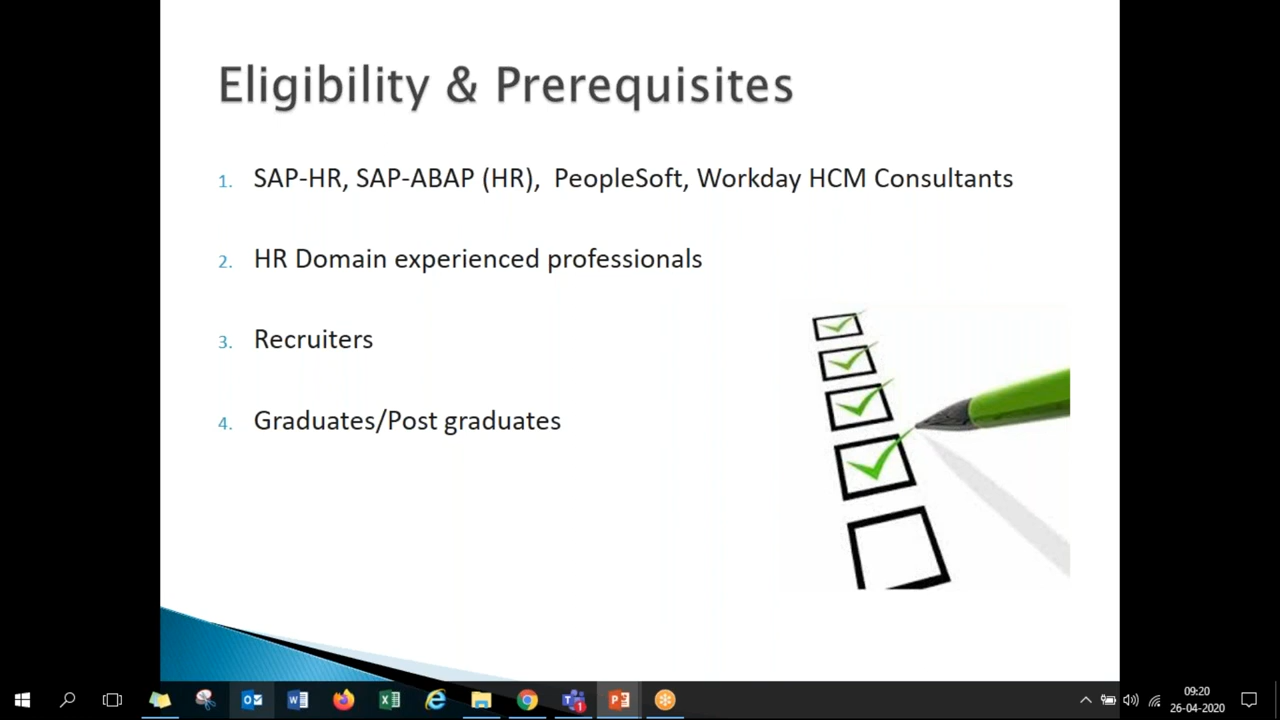 Eligibility & Prerequisites
1. SAP-HR, SAP-ABAP (HR), PeopleSoft, Workday HCM Consultants
2. HR Domain experienced professionals
3. Recruiters
4. Graduates/Post graduates
09:20
26-04-2020